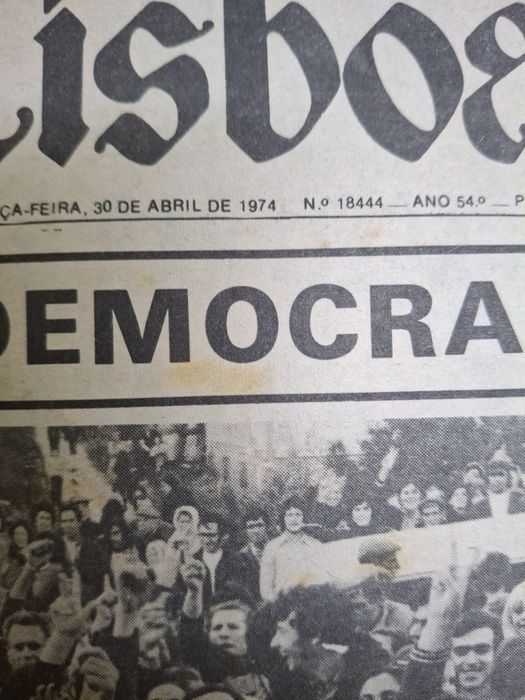 Lisboa
ÇA-FEIRA, 30 DE ABRIL DE 1974 N.º 18444 — ANO 54.º — P
DEMOCRA